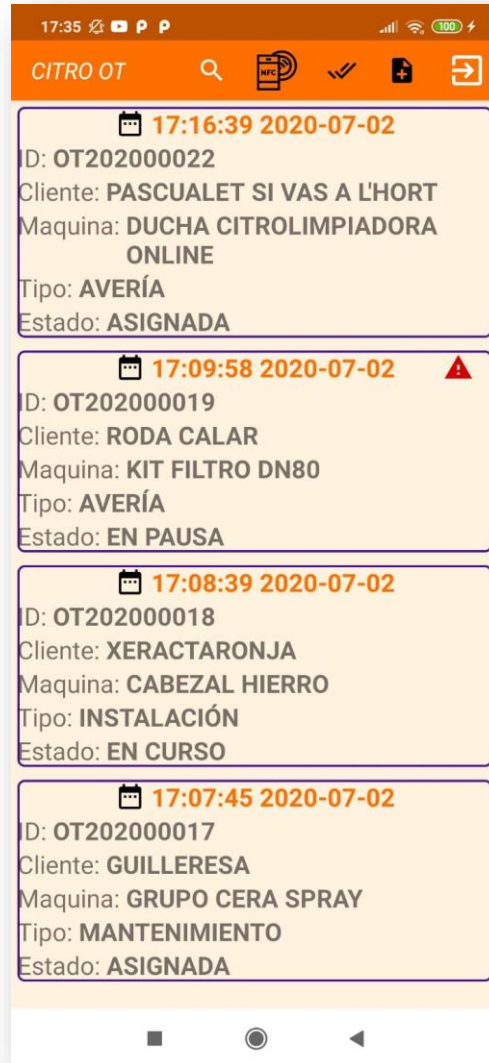 17:35 100
CITRO OT NFC
17:16:39 2020-07-02
ID: OT202000022
Cliente: PASCUALET SI VAS A L'HORT
Maquina: DUCHA CITROLIMPIADORA
ONLINE
Tipo: AVERÍA
Estado: ASIGNADA
17:09:58 2020-07-02
ID: OT202000019
Cliente: RODA CALAR
Maquina: KIT FILTRO DN80
Tipo: AVERÍA
Estado: EN PAUSA
17:08:39 2020-07-02
ID: OT202000018
Cliente: XERACTARONJA
Maquina: CABEZAL HIERRO
Tipo: INSTALACIÓN
Estado: EN CURSO
17:07:45 2020-07-02
ID: OT202000017
Cliente: GUILLERESA
Maquina: GRUPO CERA SPRAY
Tipo: MANTENIMIENTO
Estado: ASIGNADA